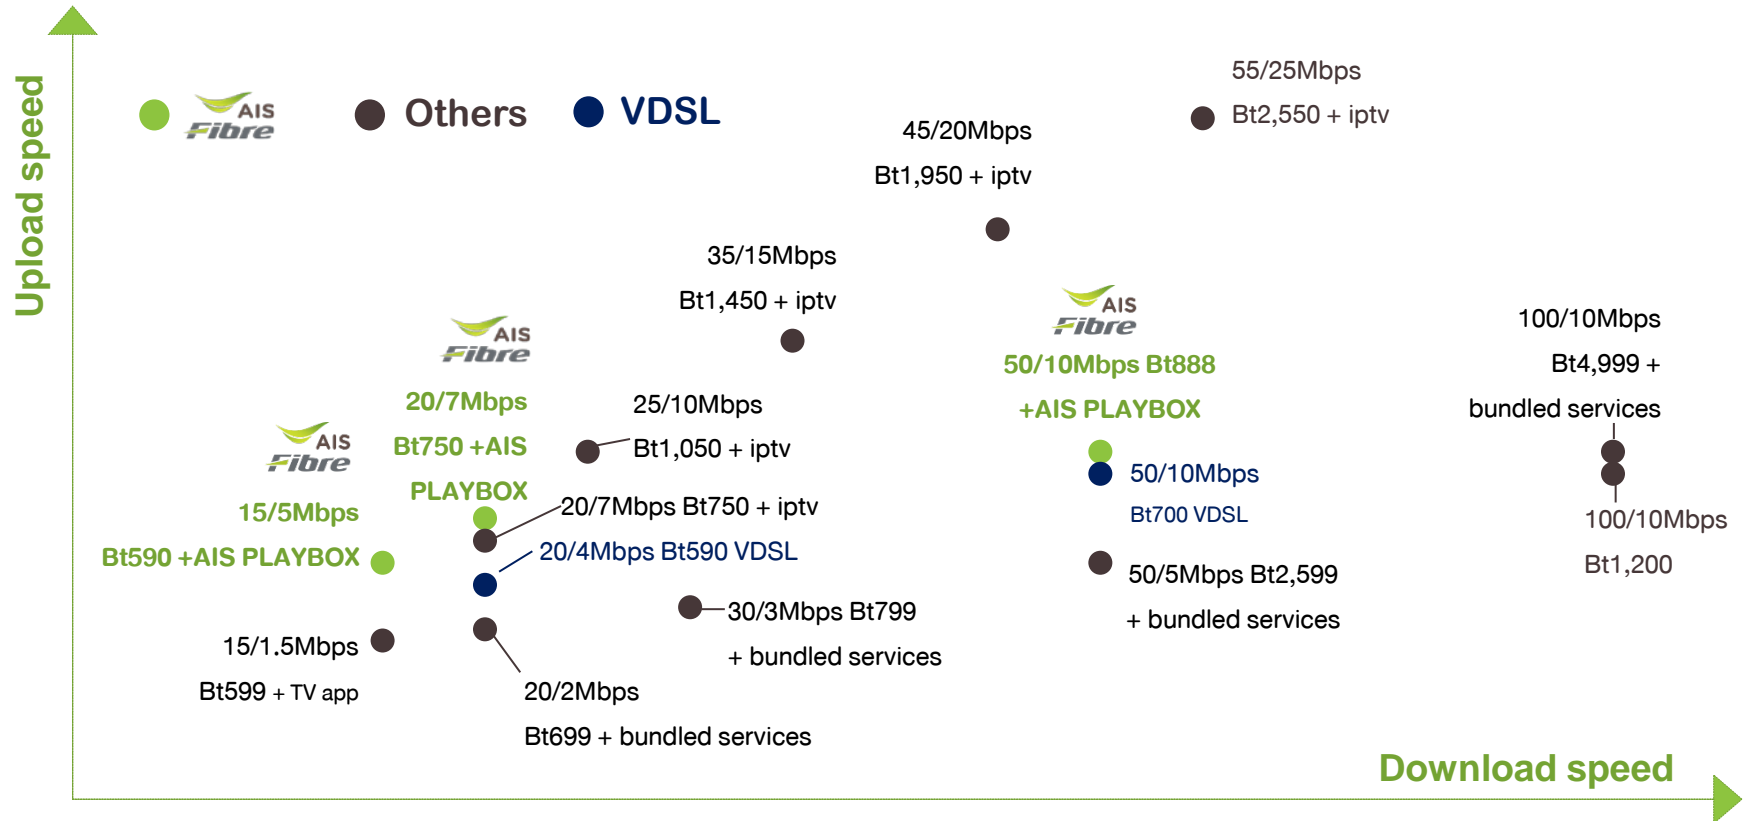 Upload speed
AIS
Fibre
Others
VDSL
55/25Mbps
Bt2,550 + iptv
45/20Mbps
Bt1,950 + iptv
35/15Mbps
Bt1,450 + iptv
AIS
Fibre
50/10Mbps Bt888
+AIS PLAYBOX
100/10Mbps
Bt4,999 +
bundled services
AIS
Fibre
20/7Mbps
Bt750 +AIS
PLAYBOX
25/10Mbps
Bt1,050 + iptv
AIS
Fibre
15/5Mbps
Bt590 +AIS PLAYBOX
20/7Mbps Bt750 + iptv
20/4Mbps Bt590 VDSL
50/10Mbps
Bt700 VDSL
100/10Mbps
Bt1,200
50/5Mbps Bt2,599
+ bundled services
30/3Mbps Bt799
+ bundled services
15/1.5Mbps
Bt599 + TV app
20/2Mbps
Bt699 + bundled services
Download speed